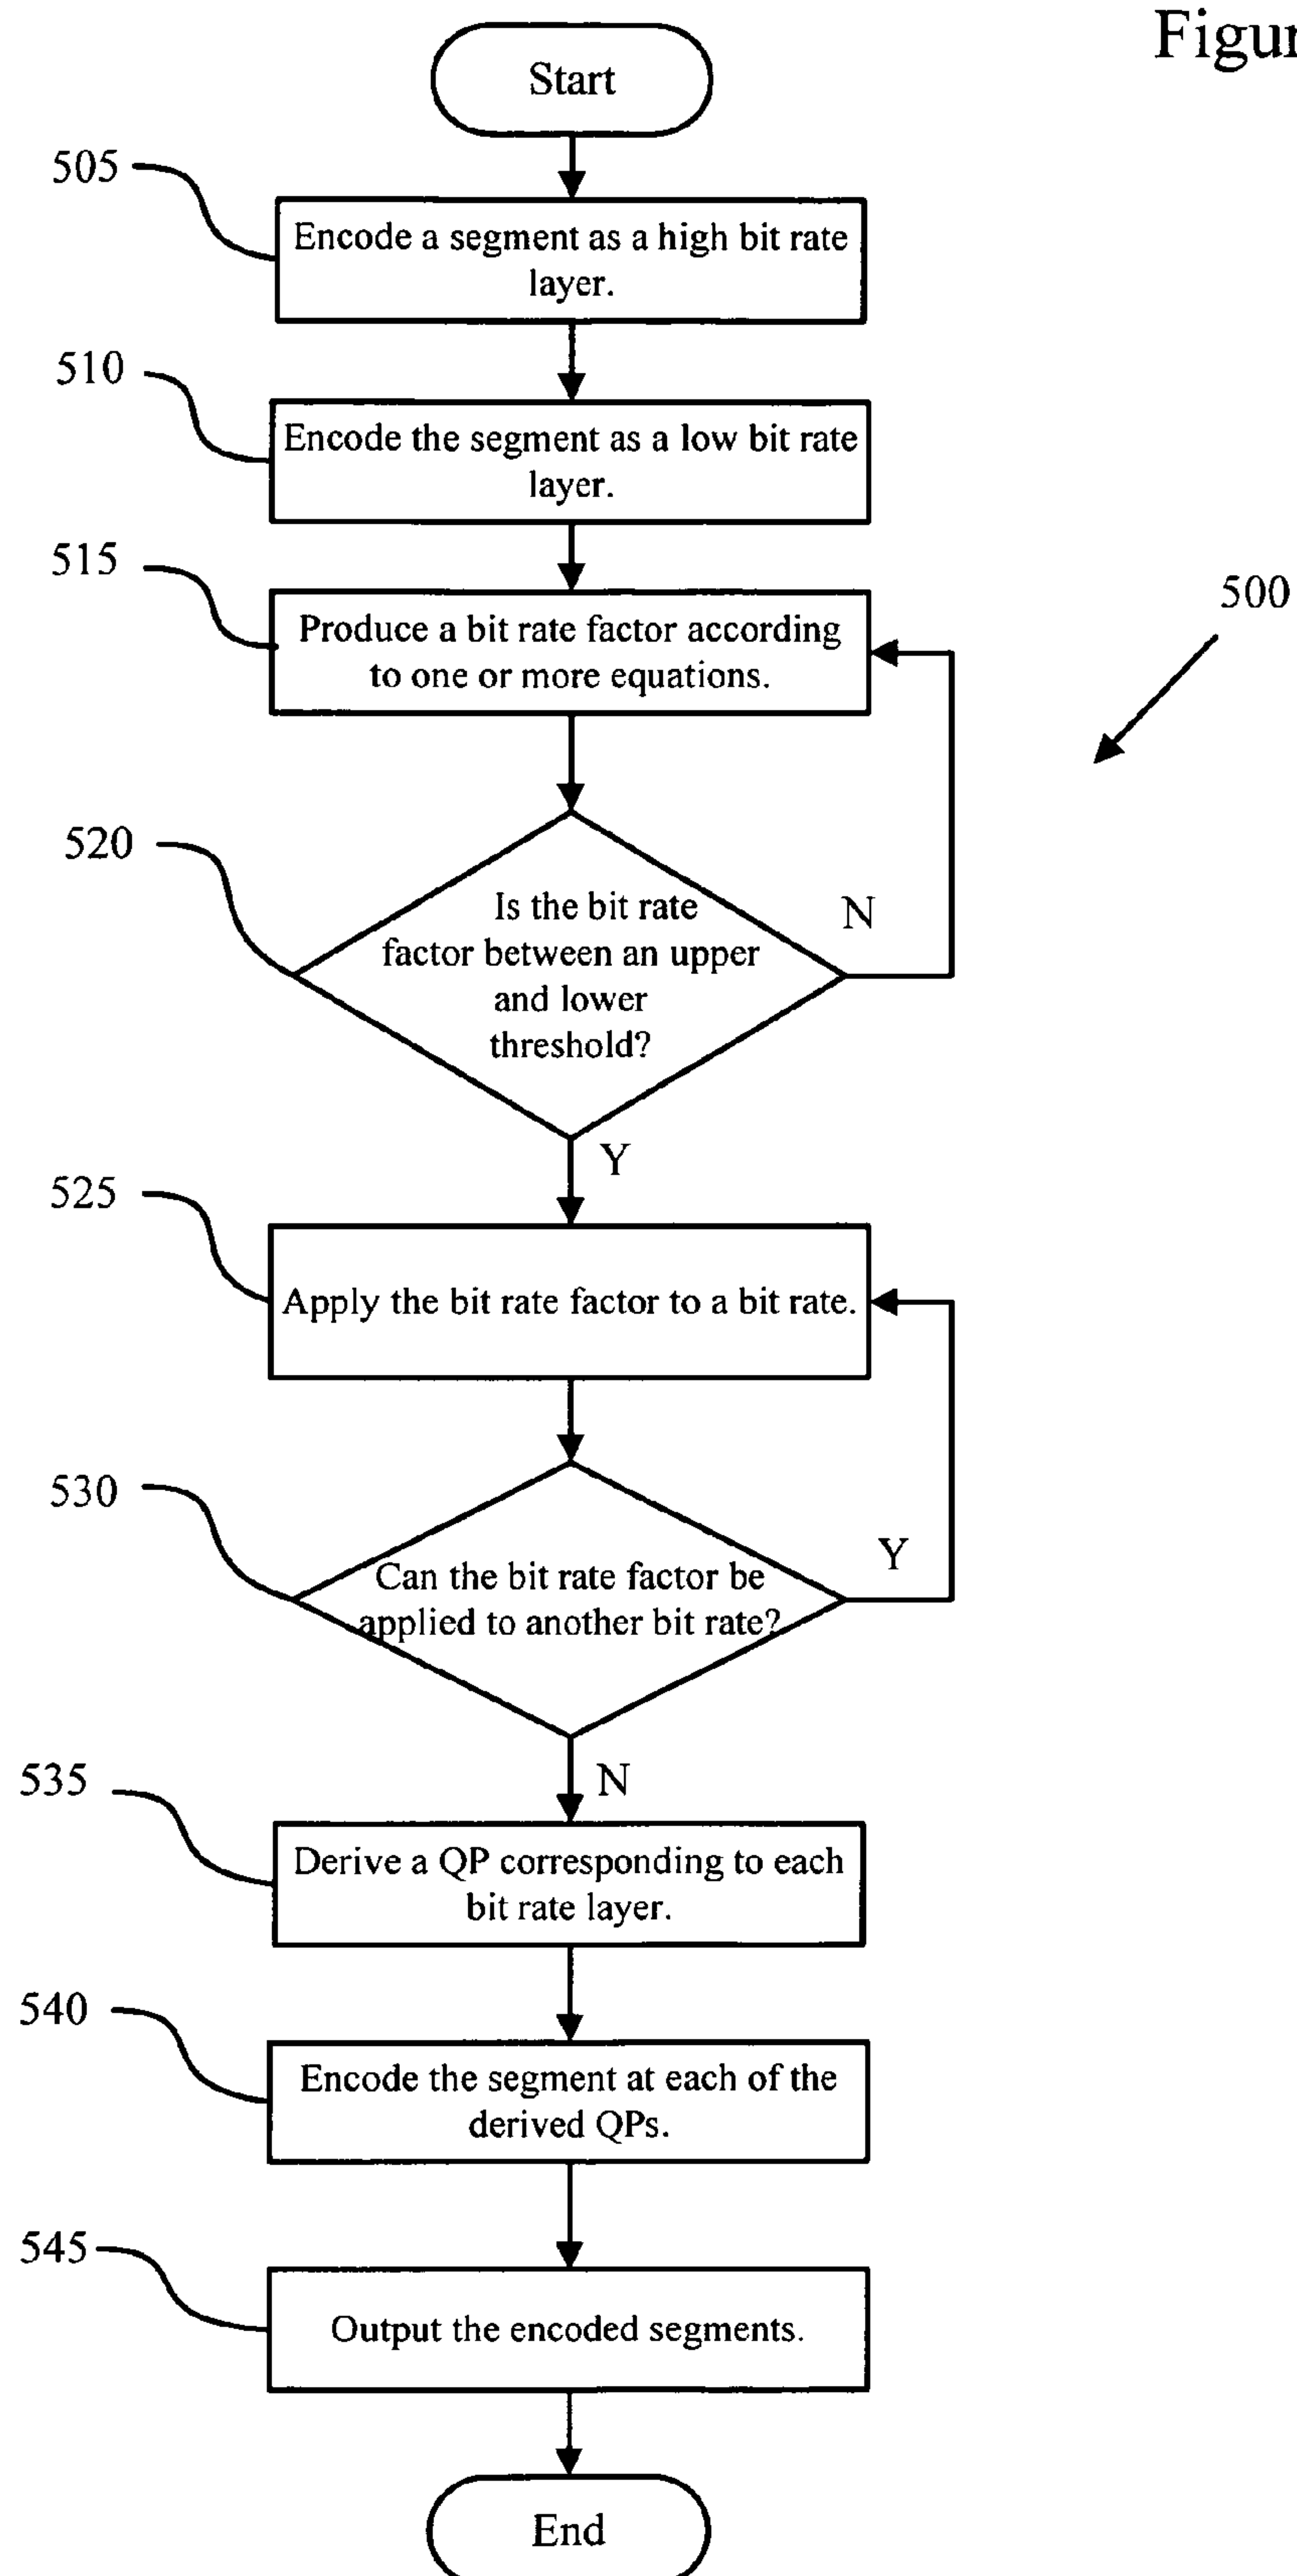 Figur
Start
505
Encode a segment as a high bit rate
layer.
510
Encode the segment as a low bit rate
layer.
515
Produce a bit rate factor according
to one or more equations.
500
520
Is the bit rate
factor between an upper
and lower
threshold?
N
Y
525
Apply the bit rate factor to a bit rate.
530
Can the bit rate factor be
applied to another bit rate?
Y
N
535
Derive a QP corresponding to each
bit rate layer.
540
Encode the segment at each of the
derived QPs.
545
Output the encoded segments.
End